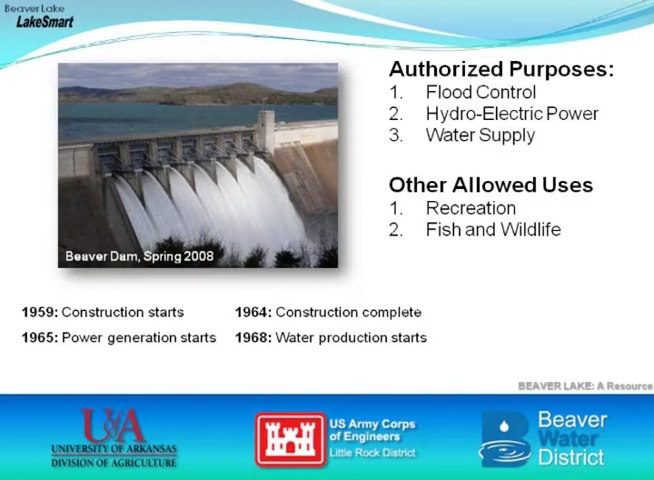 Beaver Lake
LakeSmart
Authorized Purposes:
1. Flood Control
2. Hydro-Electric Power
3. Water Supply
Other Allowed Uses
1. Recreation
2. Fish and Wildlife
Beaver Dam, Spring 2008
1959: Construction starts
1964: Construction complete
1965: Power generation starts
1968: Water production starts
BEAVER LAKE: A Resource
UofA
UNIVERSITY OF ARKANSAS
DIVISION OF AGRICULTURE
US Army Corps
of Engineers
Little Rock District
Beaver
Water
District